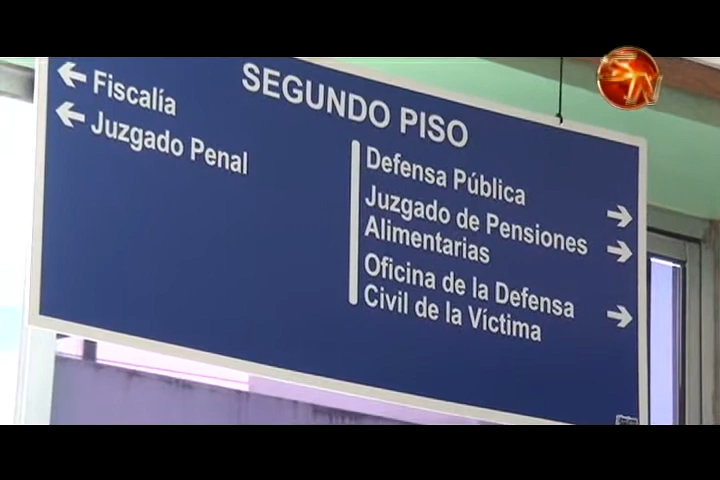 SEGUNDO PISO
← Fiscalía
← Juzgado Penal
Defensa Pública →
Juzgado de Pensiones
Alimentarias →
Oficina de la Defensa
Civil de la Víctima →